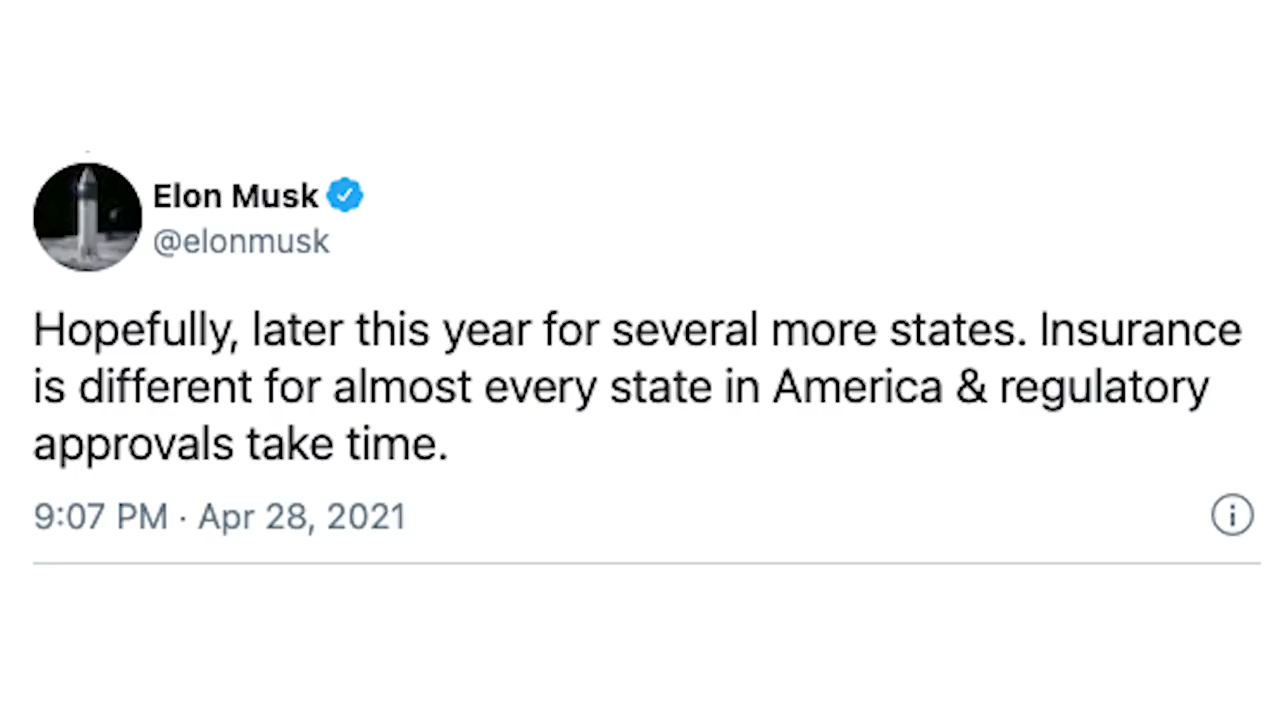 Elon Musk
@elonmusk
Hopefully, later this year for several more states. Insurance
is different for almost every state in America & regulatory
approvals take time.
9:07 PM · Apr 28, 2021